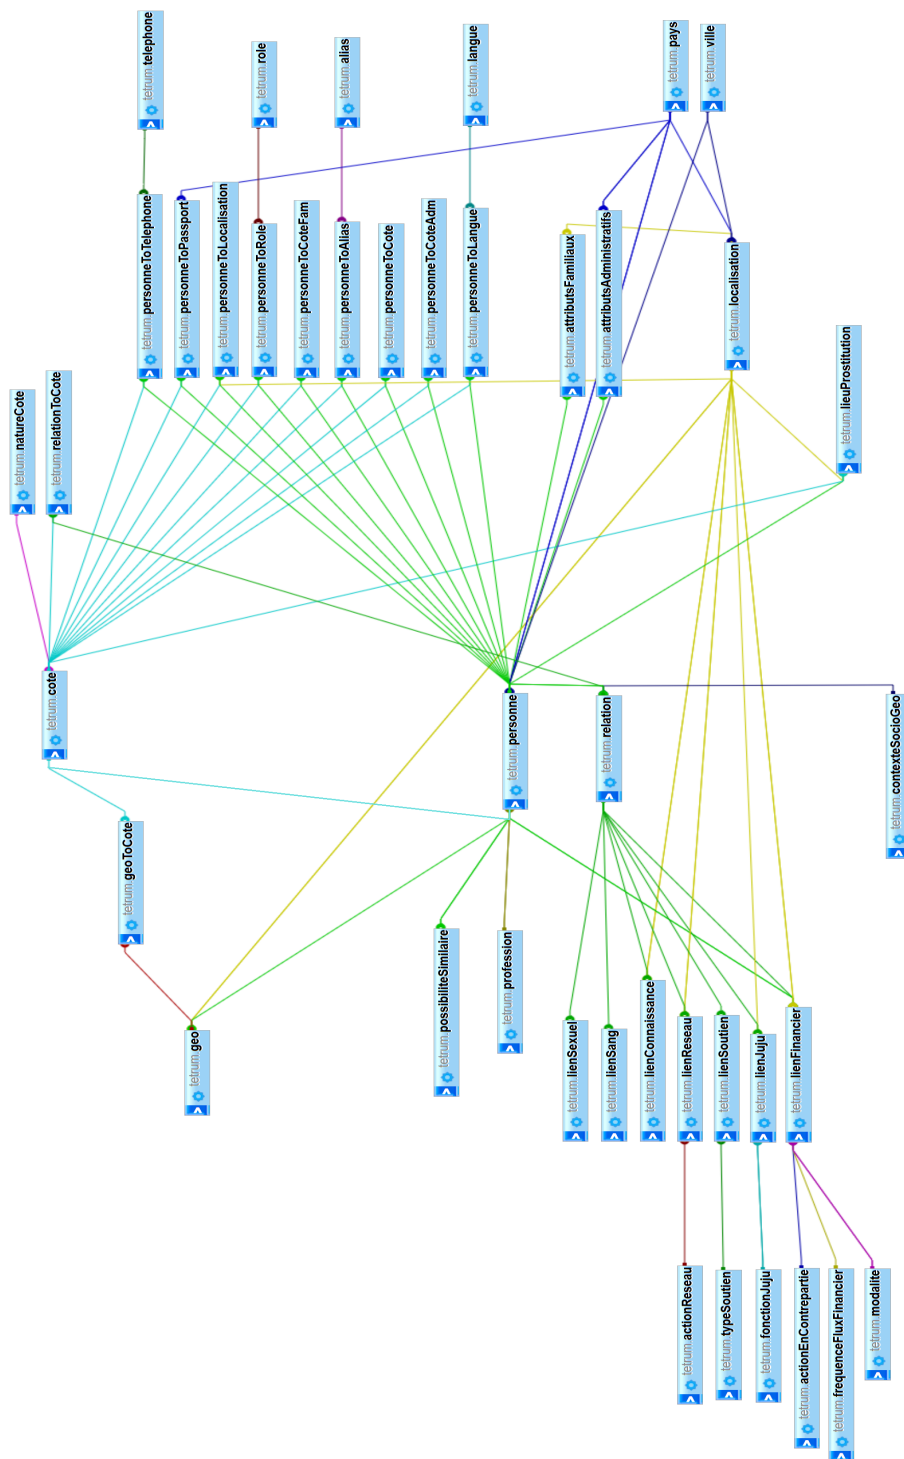 tetrum.telephone
tetrum.role
tetrum.alias
tetrum.langue
tetrum.pays
tetrum.ville
tetrum.personneToTelephone
tetrum.personneToPassport
tetrum.personneToLocalisation
tetrum.personneToRole
tetrum.personneToCoteFam
tetrum.personneToAlias
tetrum.personneToCote
tetrum.personneToCoteAdm
tetrum.personneToLangue
tetrum.attributsFamiliaux
tetrum.attributsAdministratifs
tetrum.localisation
tetrum.lieuProstitution
tetrum.natureCote
tetrum.relationToCote
tetrum.cote
tetrum.personne
tetrum.relation
tetrum.contexteSocioGeo
tetrum.geoToCote
tetrum.geo
tetrum.possibiliteSimilaire
tetrum.profession
tetrum.lienSexuel
tetrum.lienSang
tetrum.lienConnaissance
tetrum.lienReseau
tetrum.lienSoutien
tetrum.lienJuju
tetrum.lienFinancier
tetrum.actionReseau
tetrum.typeSoutien
tetrum.fonctionJuju
tetrum.actionEnContrepartie
tetrum.frequenceFluxFinancier
tetrum.modalite